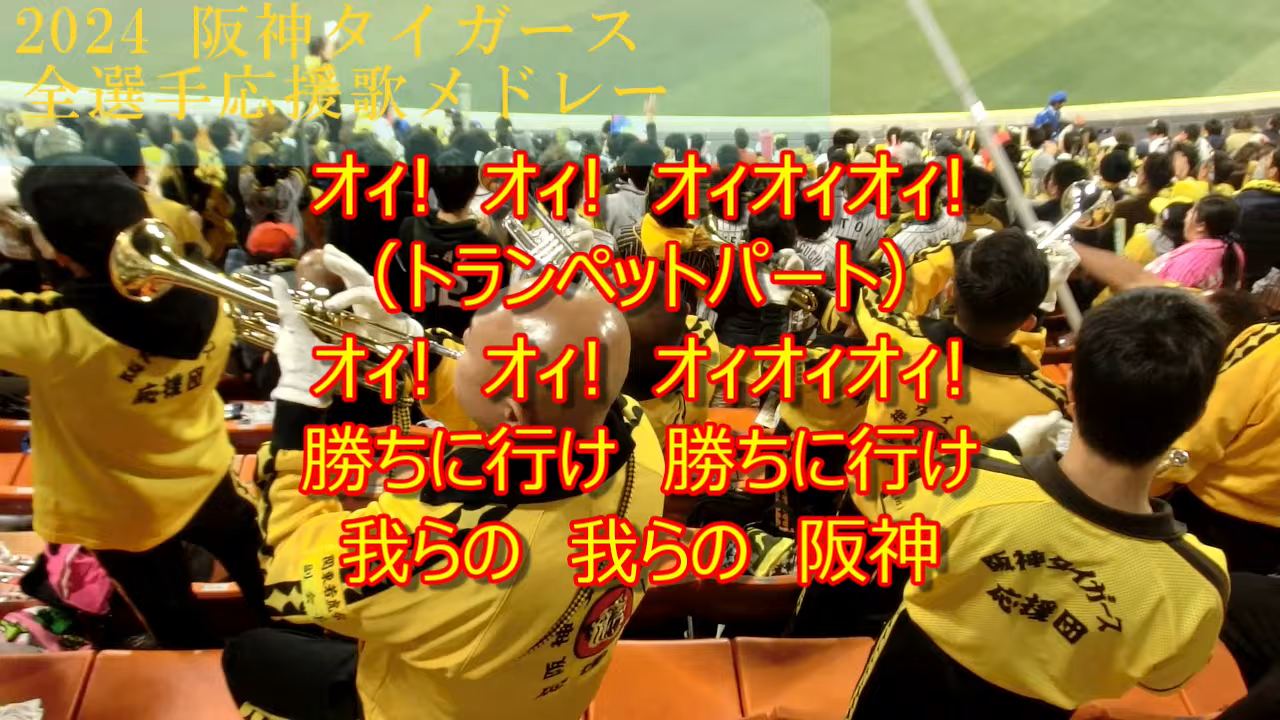 2024 阪神タイガース
全選手応援歌メドレー
オィ! オィ! オィオィオィ!
(トランペットパート)
オィ! オィ! オィオィオィ!
勝ちに行け 勝ちに行け
我らの 我らの 阪神
応援団
阪神タイガース
応援団